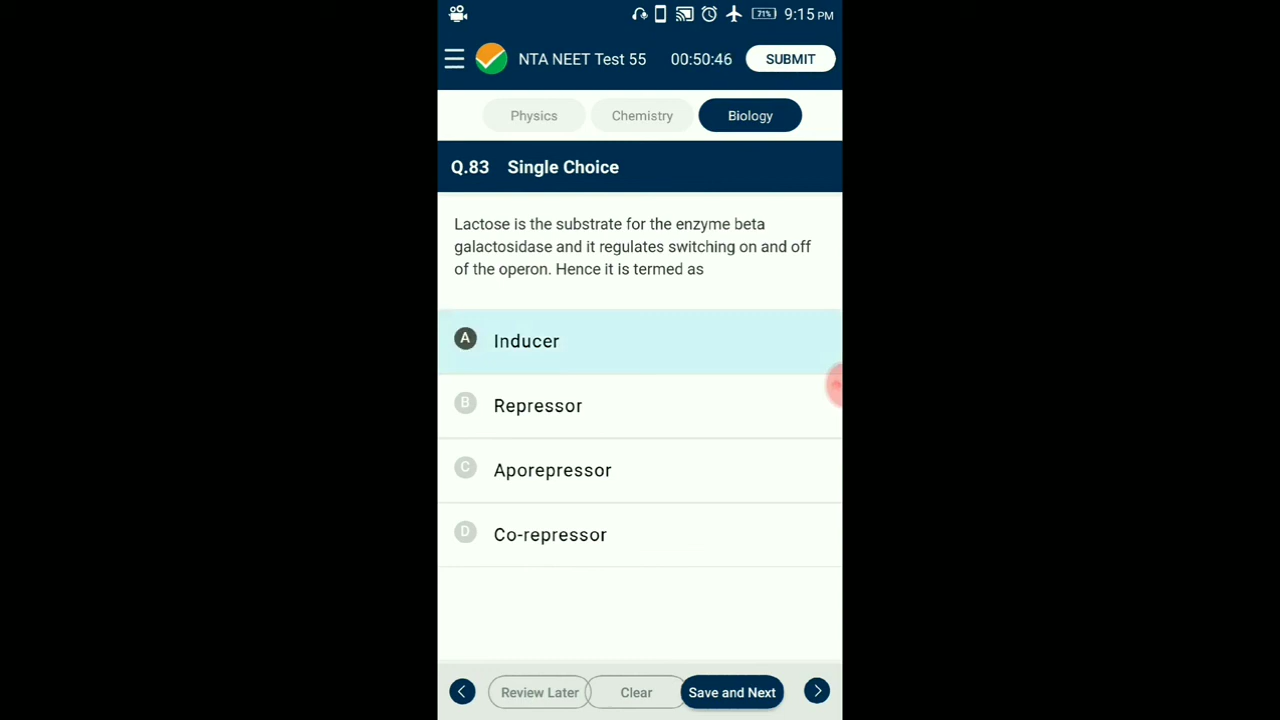 71% 9:15 PM
NTA NEET Test 55 00:50:46 SUBMIT
Physics Chemistry Biology
Q.83 Single Choice
Lactose is the substrate for the enzyme beta
galactosidase and it regulates switching on and off
of the operon. Hence it is termed as
A Inducer
B Repressor
C Aporepressor
D Co-repressor
Review Later Clear Save and Next